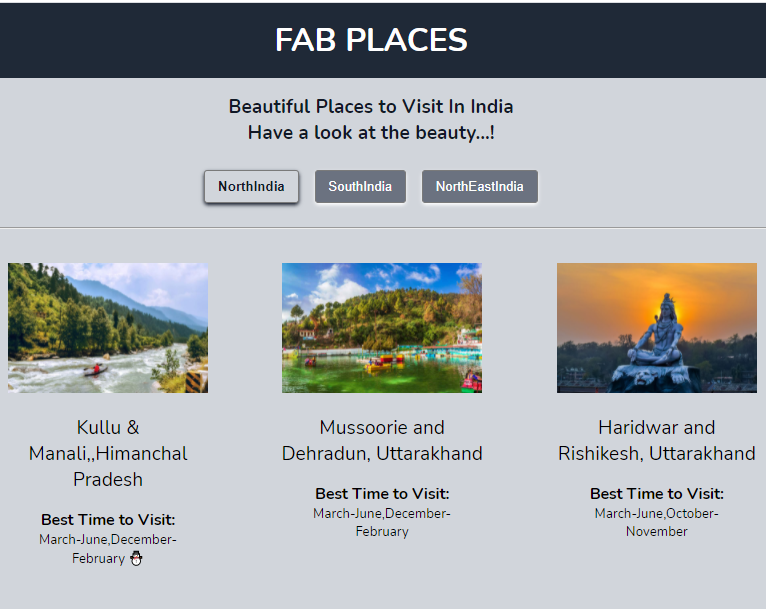 FAB PLACES
Beautiful Places to Visit In India
Have a look at the beauty...!
NorthIndia
SouthIndia
NorthEastIndia
Kullu &
Manali,,Himanchal
Pradesh
Best Time to Visit:
March-June,December-
February ⛄
Mussoorie and
Dehradun, Uttarakhand
Best Time to Visit:
March-June,December-
February
Haridwar and
Rishikesh, Uttarakhand
Best Time to Visit:
March-June,October-
November